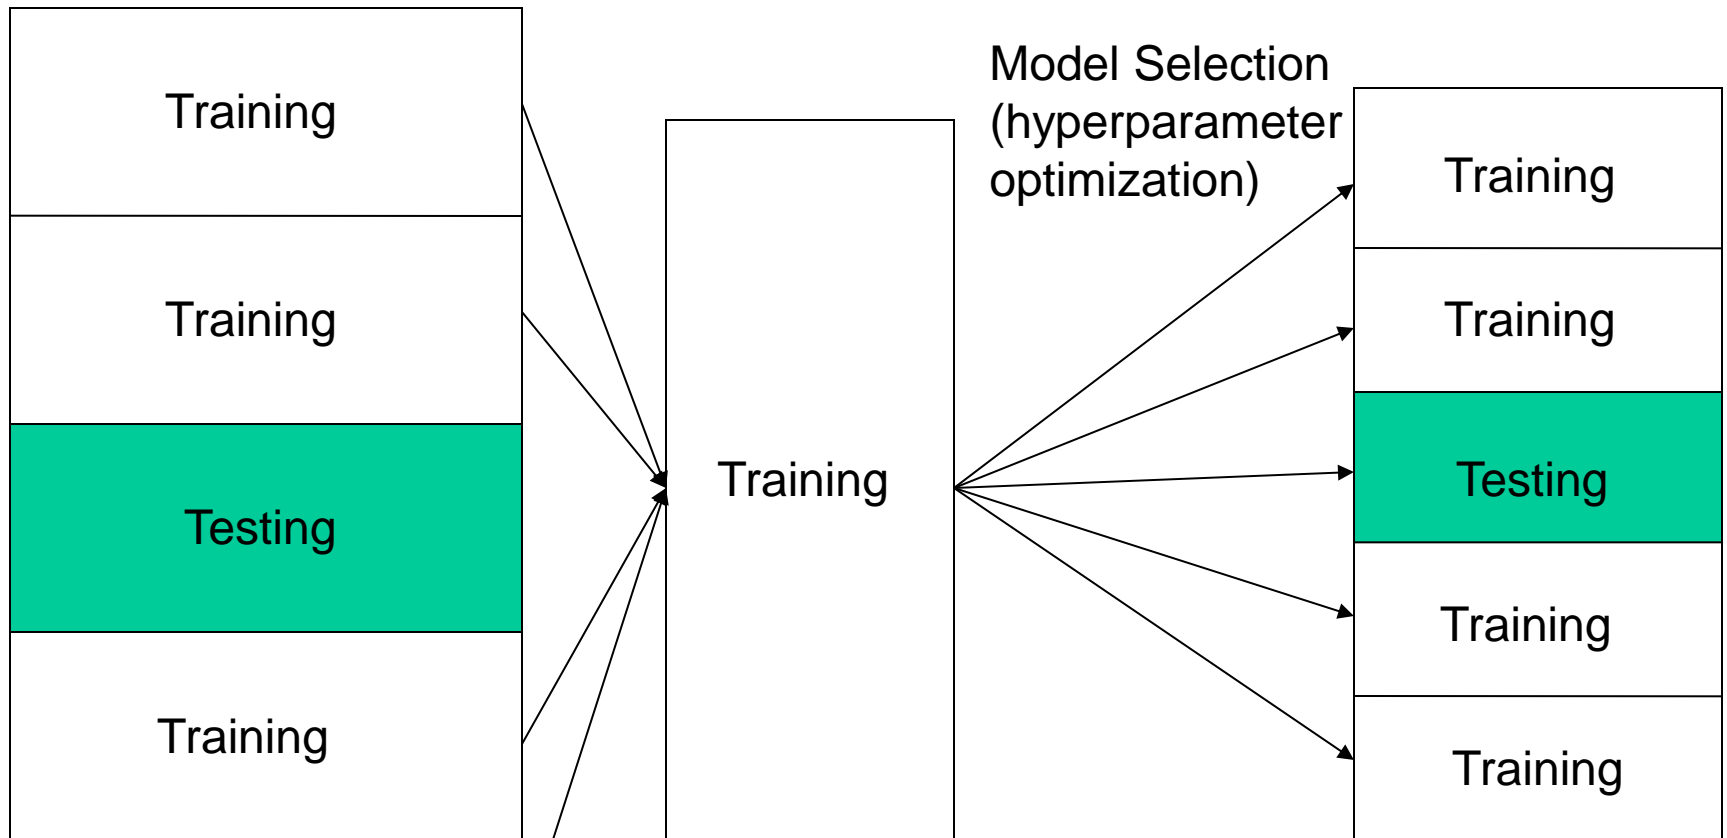 Training
Training
Testing
Training
Training
Model Selection
(hyperparameter
optimization)
Training
Training
Testing
Training
Training